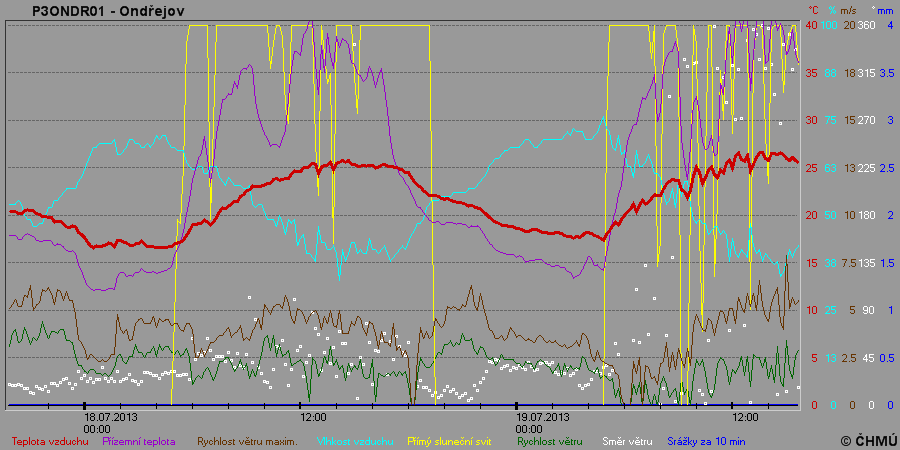 P3ONDR01 - Ondřejov
°C % m/s ° mm
40 100 20 360 4
35 88 18 315 3.5
30 75 15 270 3
25 63 13 225 2.5
20 50 10 180 2
15 38 7.5 135 1.5
10 25 5 90 1
5 13 2.5 45 0.5
0 0 0 0 0
18.07.2013 12:00 19.07.2013 12:00
00:00 00:00
Teplota vzduchu Přízemní teplota Rychlost větru maxim. Vlhkost vzduchu Přímý sluneční svit Rychlost větru Směr větru Srážky za 10 min © ČHMÚ